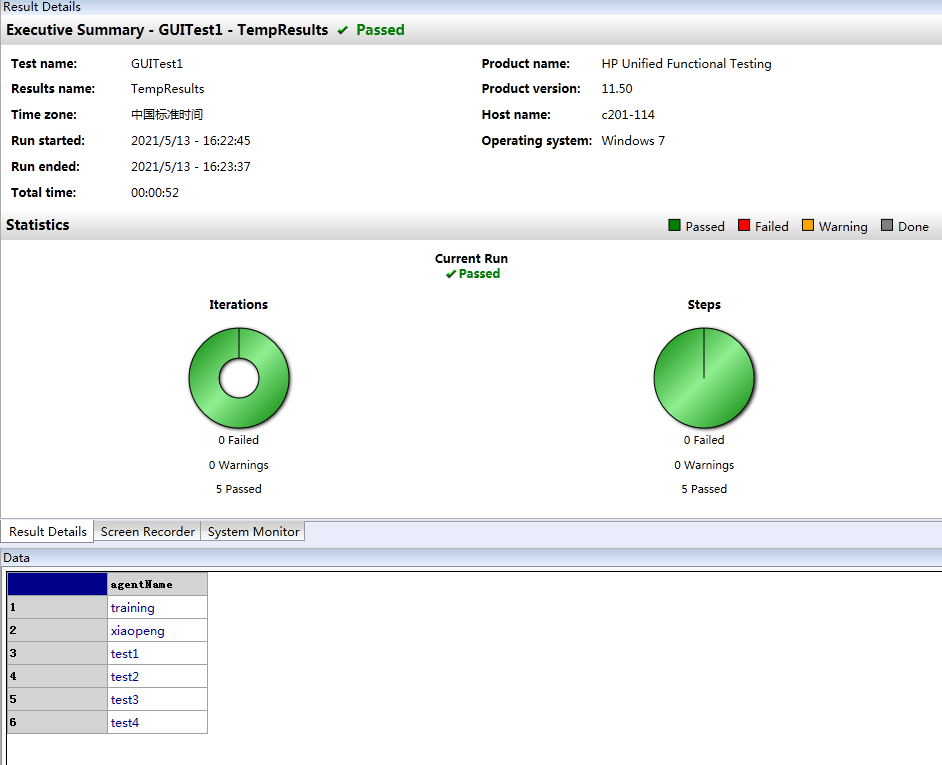 Result Details
Executive Summary - GUITest1 - TempResults ✔ Passed
Test name: GUITest1 Product name: HP Unified Functional Testing
Results name: TempResults Product version: 11.50
Time zone: 中国标准时间 Host name: c201-114
Run started: 2021/5/13 - 16:22:45 Operating system: Windows 7
Run ended: 2021/5/13 - 16:23:37
Total time: 00:00:52
Statistics Passed Failed Warning Done
Current Run
✔ Passed
Iterations Steps
0 Failed 0 Failed
0 Warnings 0 Warnings
5 Passed 5 Passed
Result Details Screen Recorder System Monitor
Data
agentName
1 training
2 xiaopeng
3 test1
4 test2
5 test3
6 test4